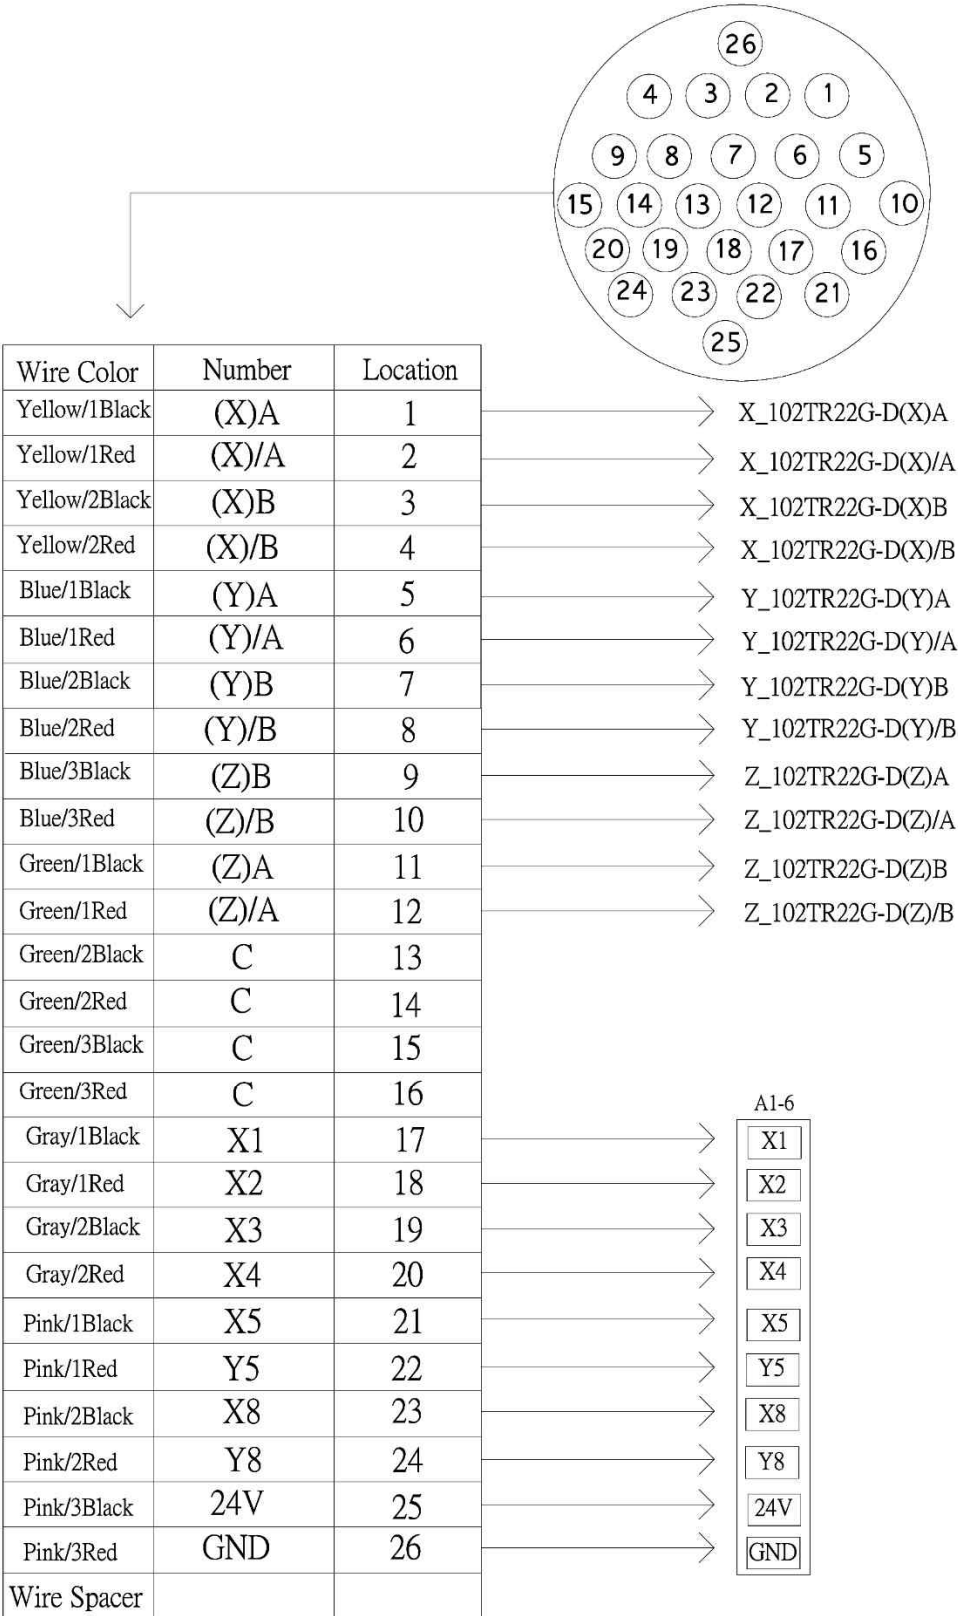 26
4 3 2 1
9 8 7 6 5
15 14 13 12 11 10
20 19 18 17 16
24 23 22 21
25
Wire Color Number Location
Yellow/1Black (X)A 1 X_102TR22G-D(X)A
Yellow/1Red (X)/A 2 X_102TR22G-D(X)/A
Yellow/2Black (X)B 3 X_102TR22G-D(X)B
Yellow/2Red (X)/B 4 X_102TR22G-D(X)/B
Blue/1Black (Y)A 5 Y_102TR22G-D(Y)A
Blue/1Red (Y)/A 6 Y_102TR22G-D(Y)/A
Blue/2Black (Y)B 7 Y_102TR22G-D(Y)B
Blue/2Red (Y)/B 8 Y_102TR22G-D(Y)/B
Blue/3Black (Z)B 9 Z_102TR22G-D(Z)A
Blue/3Red (Z)/B 10 Z_102TR22G-D(Z)/A
Green/1Black (Z)A 11 Z_102TR22G-D(Z)B
Green/1Red (Z)/A 12 Z_102TR22G-D(Z)/B
Green/2Black C 13
Green/2Red C 14
Green/3Black C 15
Green/3Red C 16
A1-6
Gray/1Black X1 17 X1
Gray/1Red X2 18 X2
Gray/2Black X3 19 X3
Gray/2Red X4 20 X4
Pink/1Black X5 21 X5
Pink/1Red Y5 22 Y5
Pink/2Black X8 23 X8
Pink/2Red Y8 24 Y8
Pink/3Black 24V 25 24V
Pink/3Red GND 26 GND
Wire Spacer